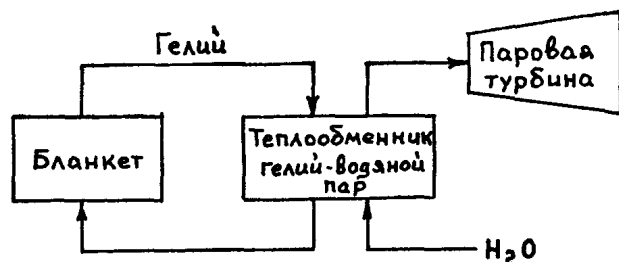 Гелий
Паровая
турбина
Бланкет
Теплообменник
гелий-водяной
пар
H₂O